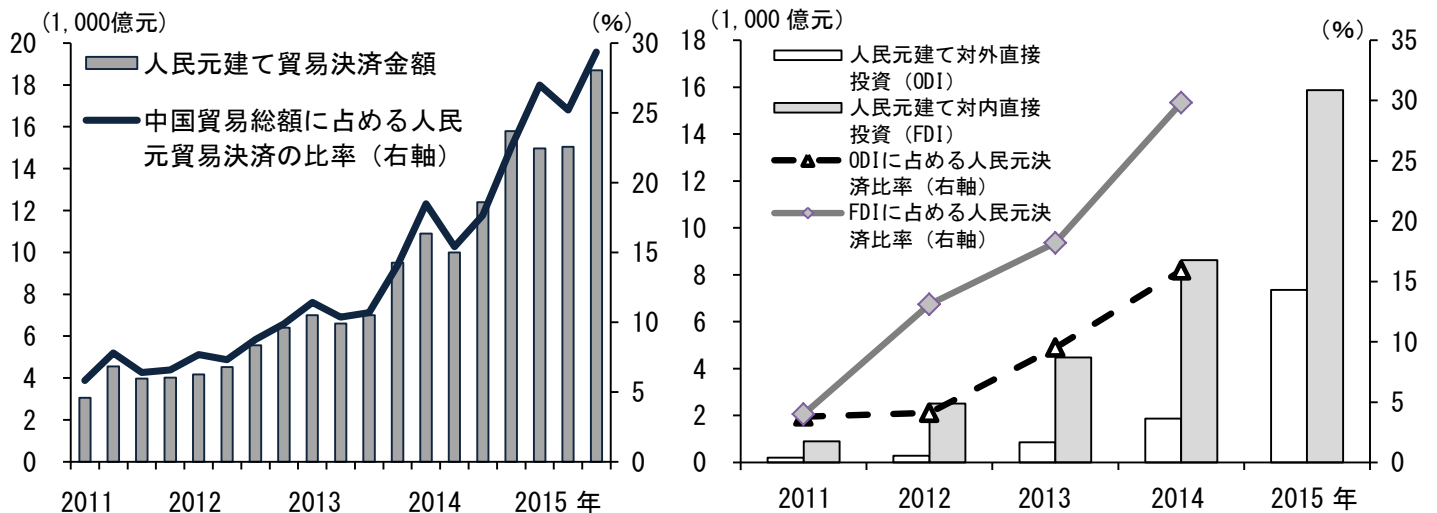 (1,000億元)
(%)
20
18
16
14
12
10
8
6
4
2
0
人民元建て貿易決済金額
中国貿易総額に占める人民
元貿易決済の比率（右軸）
30
25
20
15
10
5
0
2011 2012 2013 2014 2015 年
(1,000 億元)
(%)
18
16
14
12
10
8
6
4
2
0
人民元建て対外直接
投資（ODI）
人民元建て対内直接
投資（FDI）
ODIに占める人民元決
済比率（右軸）
FDIに占める人民元決
済比率（右軸）
35
30
25
20
15
10
5
0
2011 2012 2013 2014 2015 年